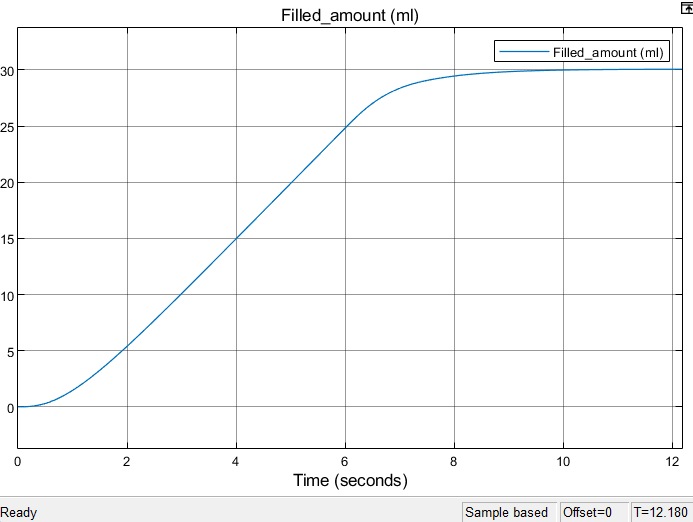 Filled_amount (ml)
Filled_amount (ml)
30
25
20
15
10
5
0
0 2 4 6 8 10 12
Time (seconds)
Ready Sample based Offset=0 T=12.180